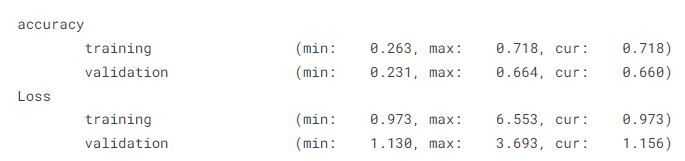 accuracy
training (min: 0.263, max: 0.718, cur: 0.718)
validation (min: 0.231, max: 0.664, cur: 0.660)
Loss
training (min: 0.973, max: 6.553, cur: 0.973)
validation (min: 1.130, max: 3.693, cur: 1.156)